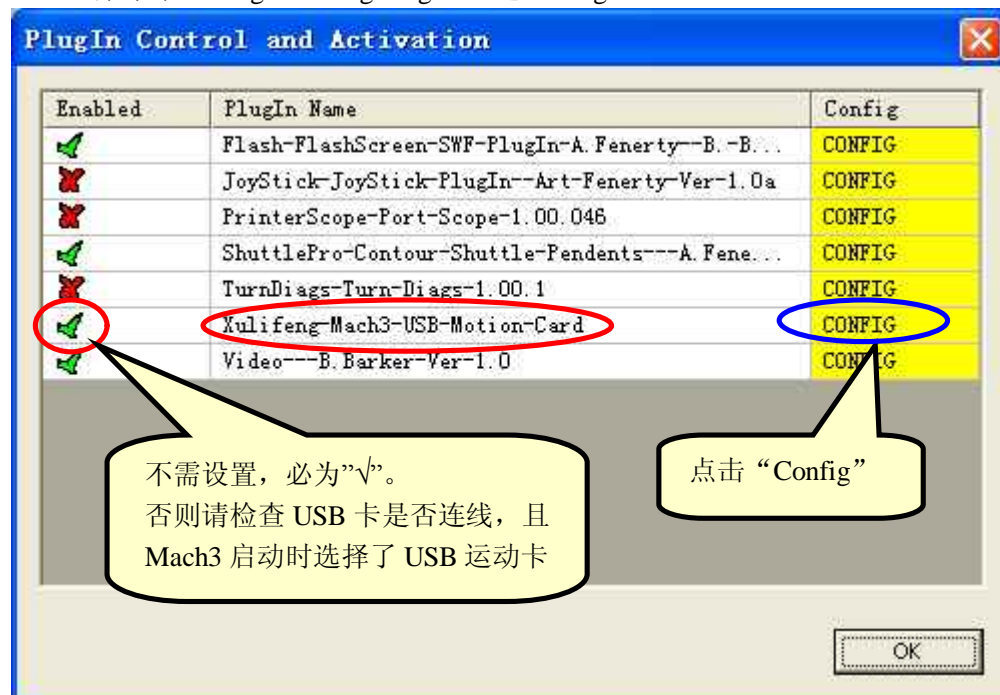 PlugIn Control and Activation
Enabled PlugIn Name Config
Flash-FlashScreen-SWF-PlugIn-A.Fenerty--B.-B... CONFIG
JoyStick-JoyStick-PlugIn--Art-Fenerty-Ver-1.0a CONFIG
PrinterScope-Port-Scope-1.00.046 CONFIG
ShuttlePro-Contour-Shuttle-Pendents---A.Fene... CONFIG
TurnDiags-Turn-Diags-1.00.1 CONFIG
Xulifeng-Mach3-USB-Motion-Card CONFIG
Video---B.Barker-Ver-1.0 CONFIG
不需设置，必为”√”。
否则请检查 USB 卡是否连线，且
Mach3 启动时选择了 USB 运动卡
点击“Config”
OK